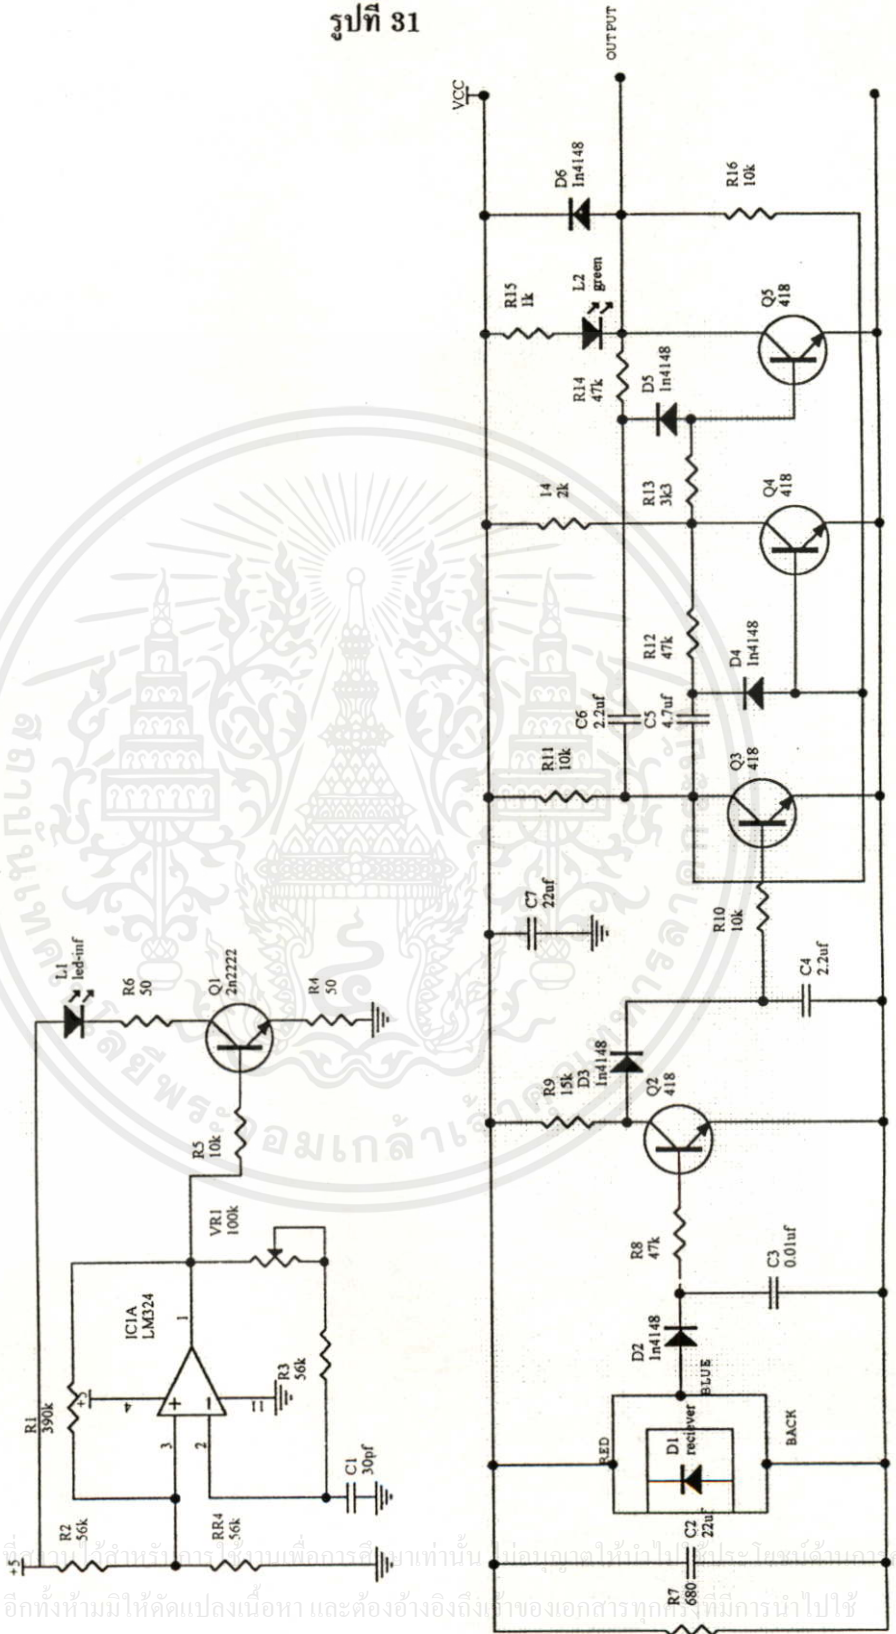 รูปที่ 31
+5
R2
56k
RR4
56k
R1
390k
+5
3
2
4
11
1
IC1A
LM324
R3
56k
C1
30pf
VR1
100k
R5
10k
L1
led-inf
R6
50
Q1
2n2222
R4
50
VCC
OUTPUT
R7
680
C2
22uf
RED
D1
reciever
BLUE
BACK
D2
1n4148
C3
0.01uf
R8
47k
R9
15k
D3
1n4148
Q2
418
C4
2.2uf
C7
22uf
R10
10k
R11
10k
Q3
418
C6
2.2uf
C5
4.7uf
R12
47k
D4
1n4148
14
2k
R13
3k3
Q4
418
R14
47k
D5
1n4148
R15
1k
L2
green
Q5
418
D6
1n4148
R16
10k
อีกทั้งห้ามมิให้ดัดแปลงเนื้อหา และต้องอ้างอิงถึงเจ้าของเอกสารทุกครั้งที่มีการนำไปใช้